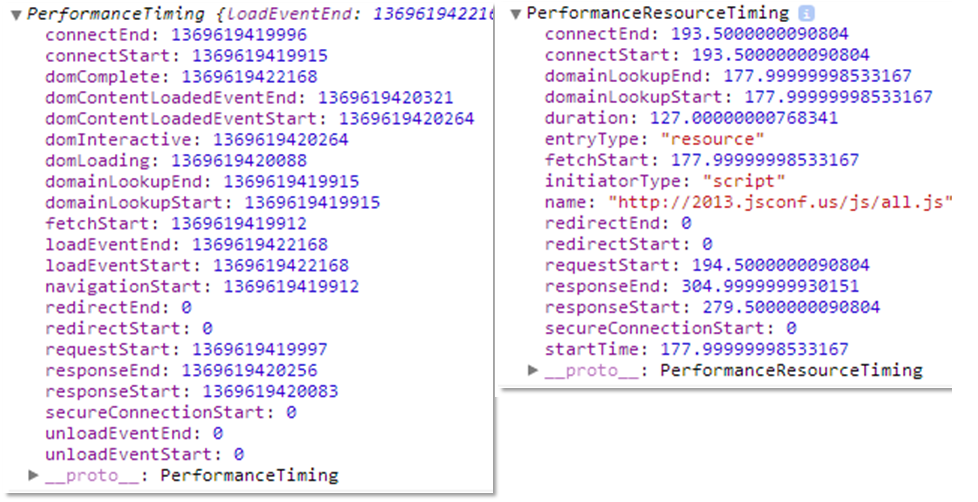 ▼PerformanceTiming {loadEventEnd: 1369619422168
connectEnd: 1369619419996
connectStart: 1369619419915
domComplete: 1369619422168
domContentLoadedEventEnd: 1369619420321
domContentLoadedEventStart: 1369619420264
domInteractive: 1369619420264
domLoading: 1369619420088
domainLookupEnd: 1369619419915
domainLookupStart: 1369619419915
fetchStart: 1369619419912
loadEventEnd: 1369619422168
loadEventStart: 1369619422168
navigationStart: 1369619419912
redirectEnd: 0
redirectStart: 0
requestStart: 1369619419997
responseEnd: 1369619420256
responseStart: 1369619420083
secureConnectionStart: 0
unloadEventEnd: 0
unloadEventStart: 0
▶__proto__: PerformanceTiming
▼PerformanceResourceTiming i
connectEnd: 193.5000000090804
connectStart: 193.5000000090804
domainLookupEnd: 177.99999998533167
domainLookupStart: 177.99999998533167
duration: 127.00000000768341
entryType: "resource"
fetchStart: 177.99999998533167
initiatorType: "script"
name: "http://2013.jsconf.us/js/all.js"
redirectEnd: 0
redirectStart: 0
requestStart: 194.5000000090804
responseEnd: 304.9999999930151
responseStart: 279.5000000090804
secureConnectionStart: 0
startTime: 177.99999998533167
▶__proto__: PerformanceResourceTiming